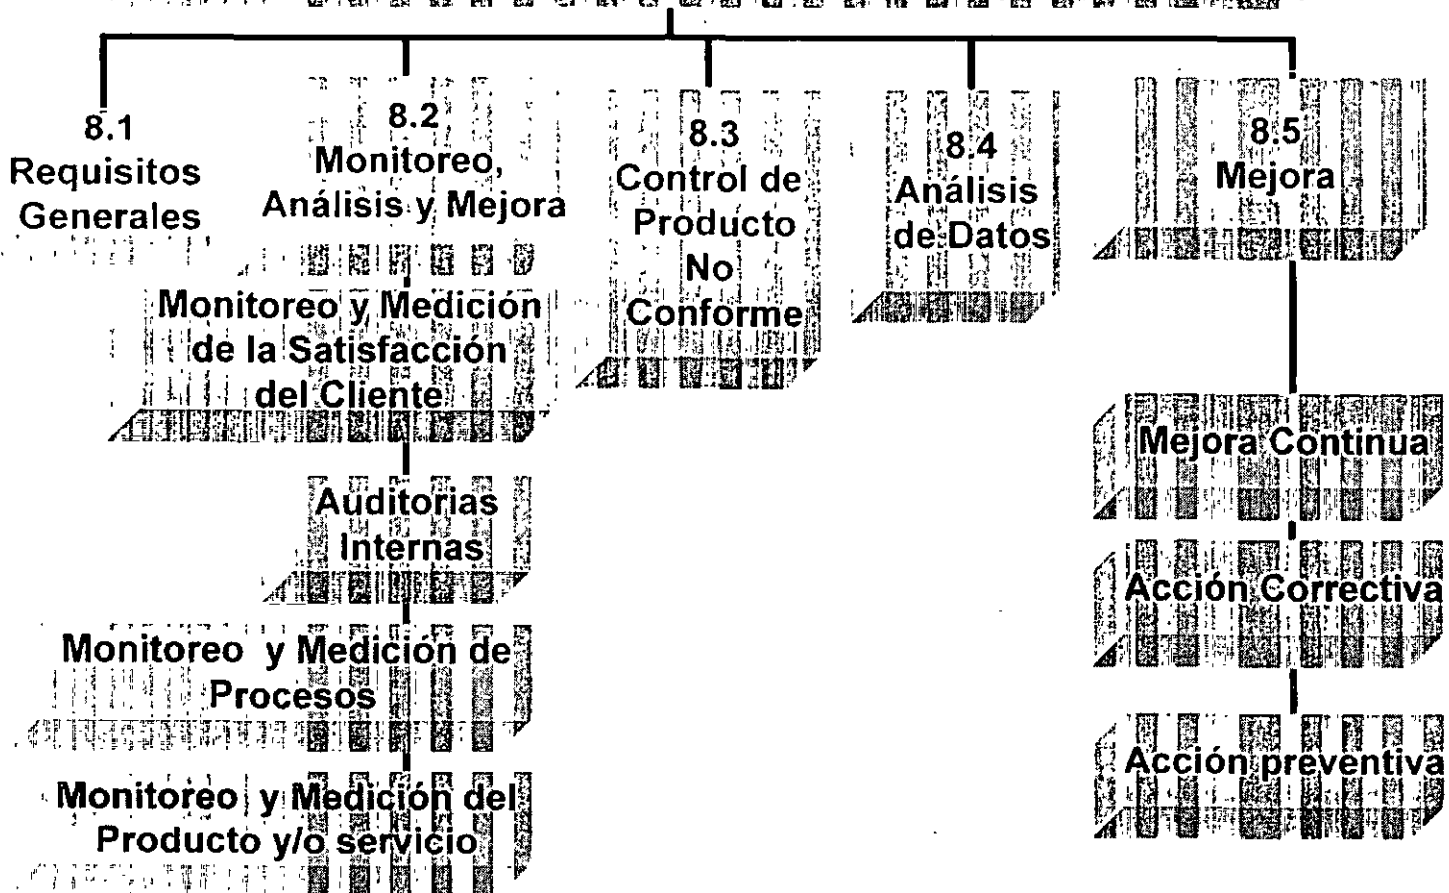 8.1
Requisitos
Generales
8.2
Monitoreo,
Análisis y Mejora
Monitoreo y Medición
de la Satisfacción
del Cliente
Auditorias
Internas
Monitoreo y Medición de
Procesos
Monitoreo y Medición del
Producto y/o servicio
8.3
Control de
Producto
No
Conforme
8.4
Análisis
de Datos
8.5
Mejora
Mejora Continua
Acción Correctiva
Acción preventiva